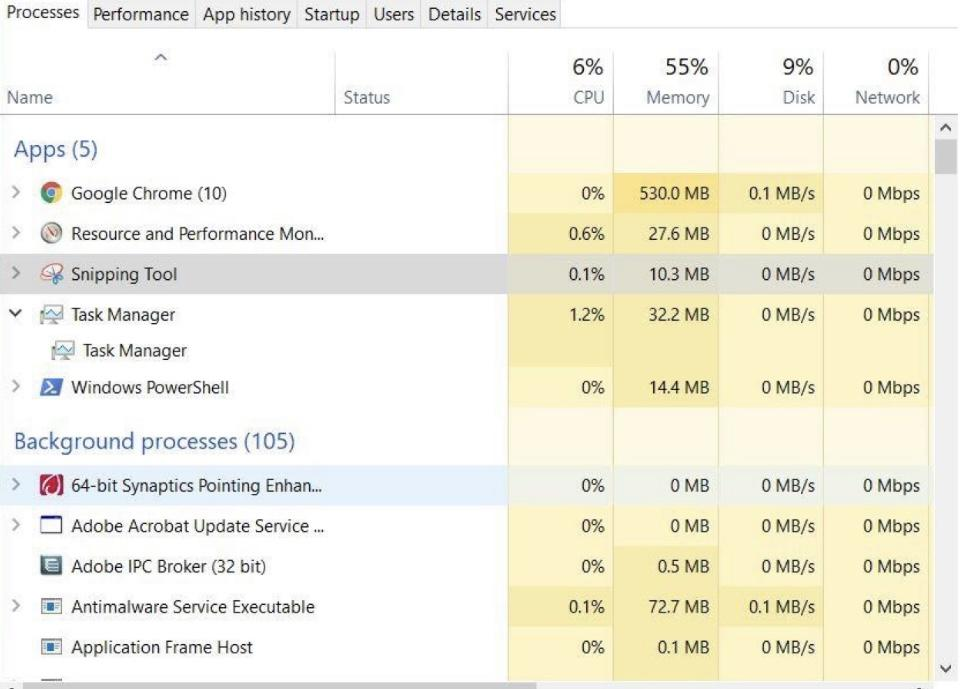 Processes Performance App history Startup Users Details Services
6% 55% 9% 0%
Name Status CPU Memory Disk Network
Apps (5)
Google Chrome (10) 0% 530.0 MB 0.1 MB/s 0 Mbps
Resource and Performance Mon... 0.6% 27.6 MB 0 MB/s 0 Mbps
Snipping Tool 0.1% 10.3 MB 0 MB/s 0 Mbps
Task Manager 1.2% 32.2 MB 0 MB/s 0 Mbps
Task Manager
Windows PowerShell 0% 14.4 MB 0 MB/s 0 Mbps
Background processes (105)
64-bit Synaptics Pointing Enhan... 0% 0 MB 0 MB/s 0 Mbps
Adobe Acrobat Update Service ... 0% 0 MB 0 MB/s 0 Mbps
Adobe IPC Broker (32 bit) 0% 0.5 MB 0 MB/s 0 Mbps
Antimalware Service Executable 0.1% 72.7 MB 0.1 MB/s 0 Mbps
Application Frame Host 0% 0.1 MB 0 MB/s 0 Mbps